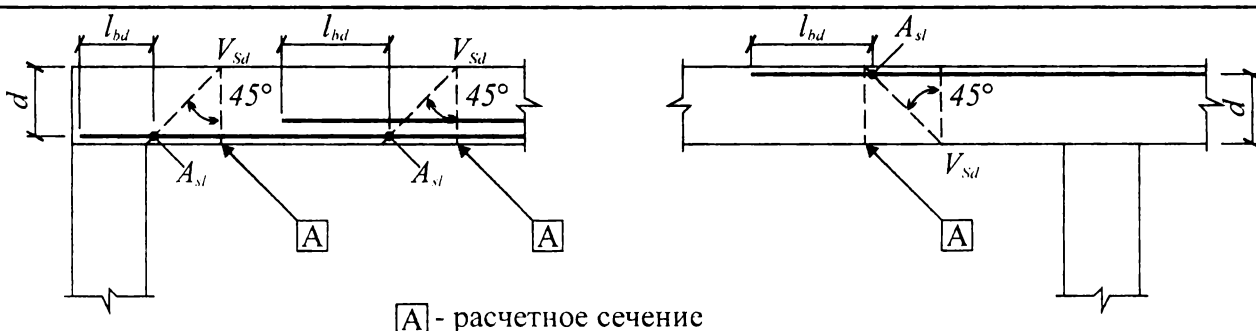 l_bd l_bd l_bd A_sl
V_Sd V_Sd
d 45° 45° 45° d
A_sl A_sl V_Sd
A A A
A - расчетное сечение